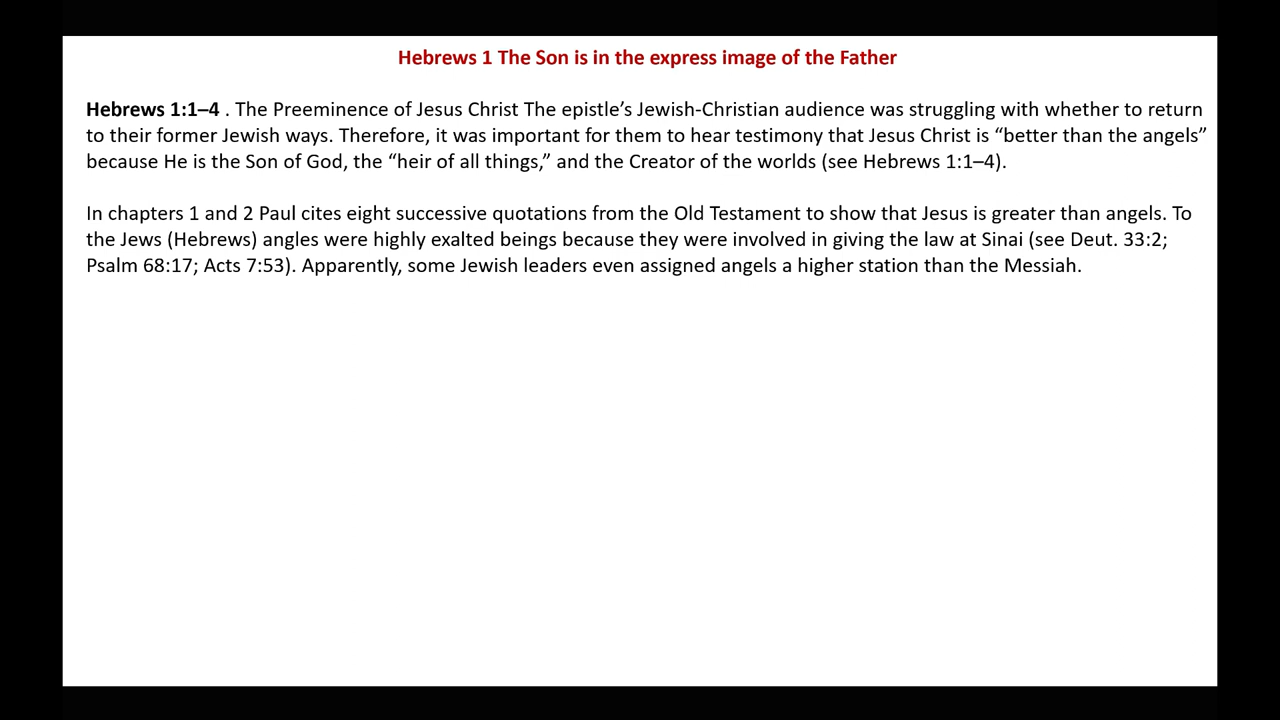 Hebrews 1 The Son is in the express image of the Father
Hebrews 1:1–4 . The Preeminence of Jesus Christ The epistle’s Jewish-Christian audience was struggling with whether to return
to their former Jewish ways. Therefore, it was important for them to hear testimony that Jesus Christ is “better than the angels”
because He is the Son of God, the “heir of all things,” and the Creator of the worlds (see Hebrews 1:1–4).
In chapters 1 and 2 Paul cites eight successive quotations from the Old Testament to show that Jesus is greater than angels. To
the Jews (Hebrews) angles were highly exalted beings because they were involved in giving the law at Sinai (see Deut. 33:2;
Psalm 68:17; Acts 7:53). Apparently, some Jewish leaders even assigned angels a higher station than the Messiah.